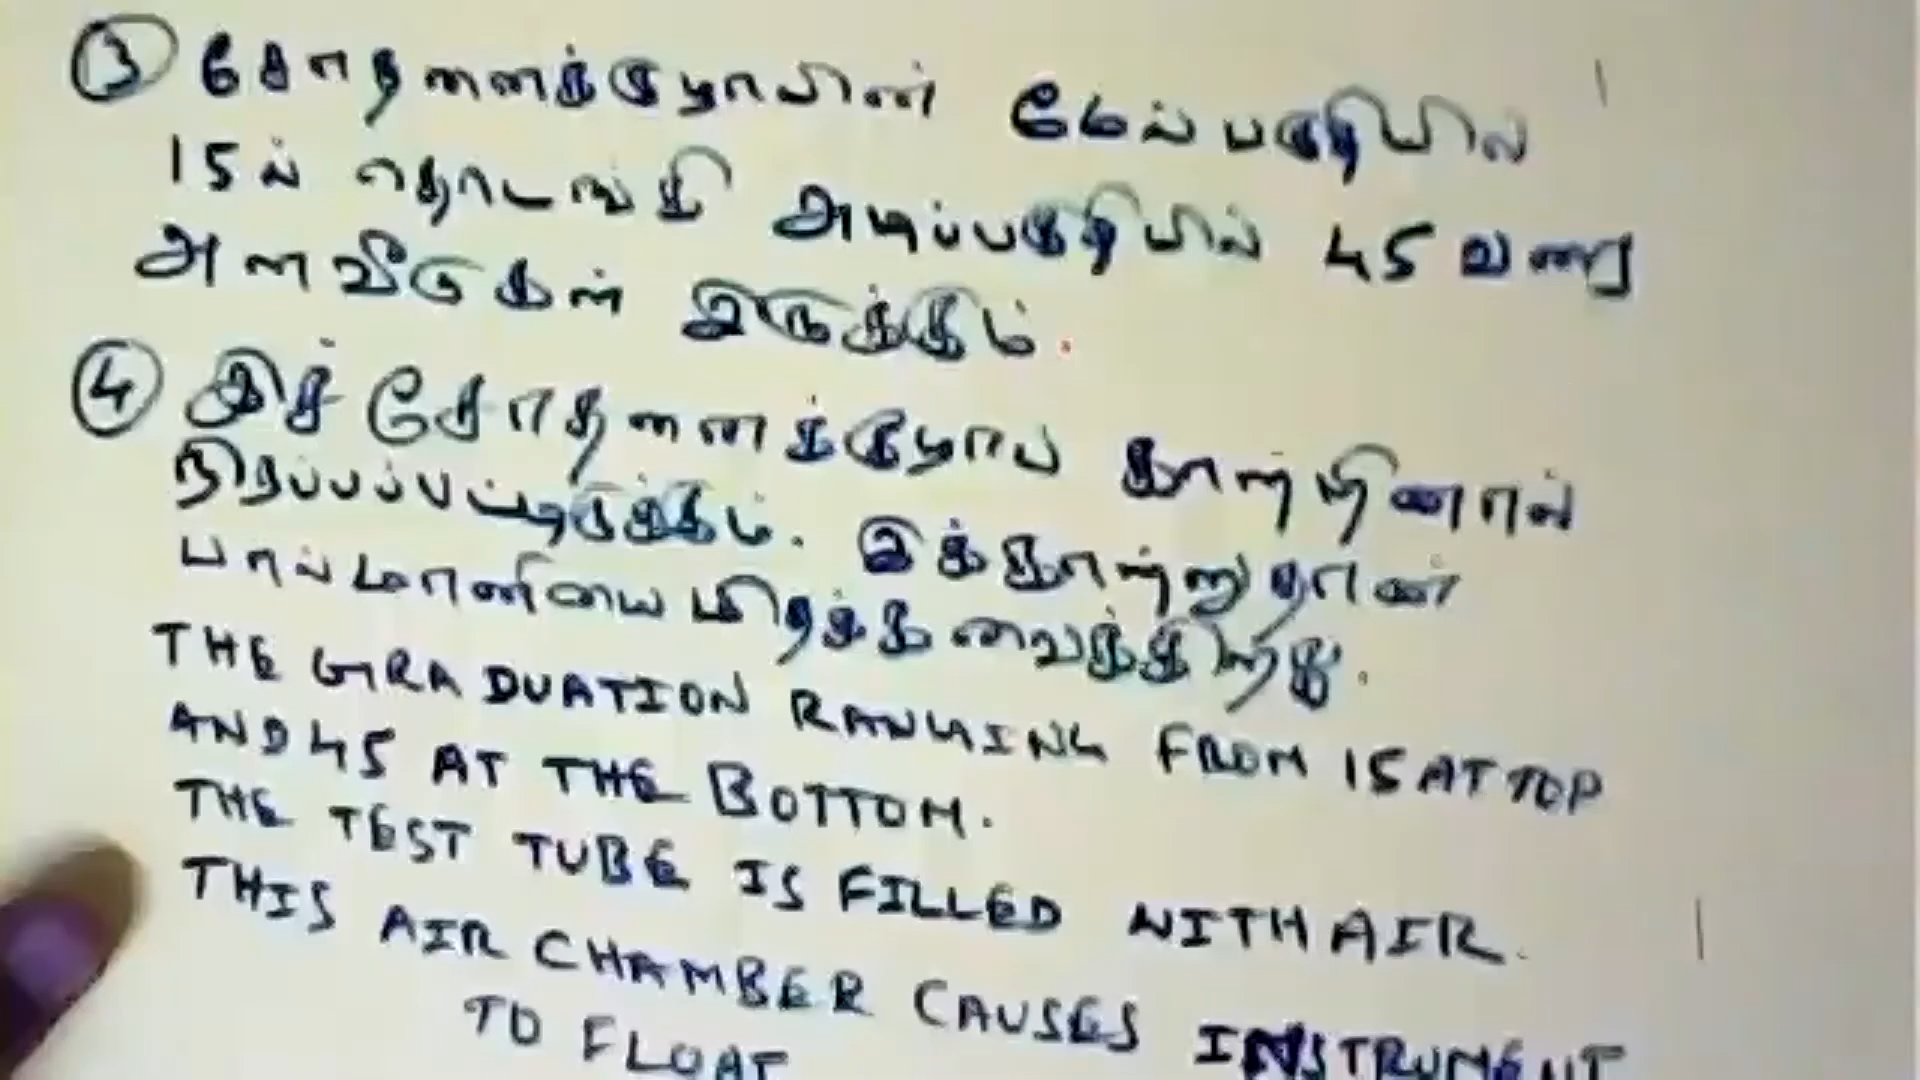 ③ சோதனைக்குழாயின் மேல்பகுதியில்
15ல் தொடங்கி அடிப்பகுதியில் 45 வரை
அளவீடுகள் இருக்கும்.
④ இச் சோதனைக்குழாய் காற்றினால்
நிரப்பப்பட்டிருக்கும். இக்காற்றுதான்
பால்மானியை மிதக்க வைக்கிறது.
THE GRADUATION RANGING FROM 15 AT TOP
AND 45 AT THE BOTTOM.
THE TEST TUBE IS FILLED WITH AIR.
THIS AIR CHAMBER CAUSES INSTRUMENT
TO FLOAT